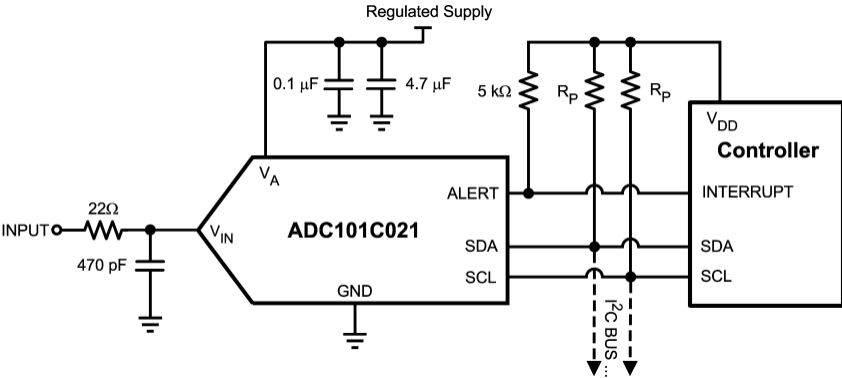 Regulated Supply
0.1 µF
4.7 µF
5 kΩ
RP
RP
VDD
Controller
VA
ALERT
INTERRUPT
22Ω
INPUT
VIN
ADC101C021
SDA
SDA
470 pF
SCL
SCL
GND
I2C BUS...